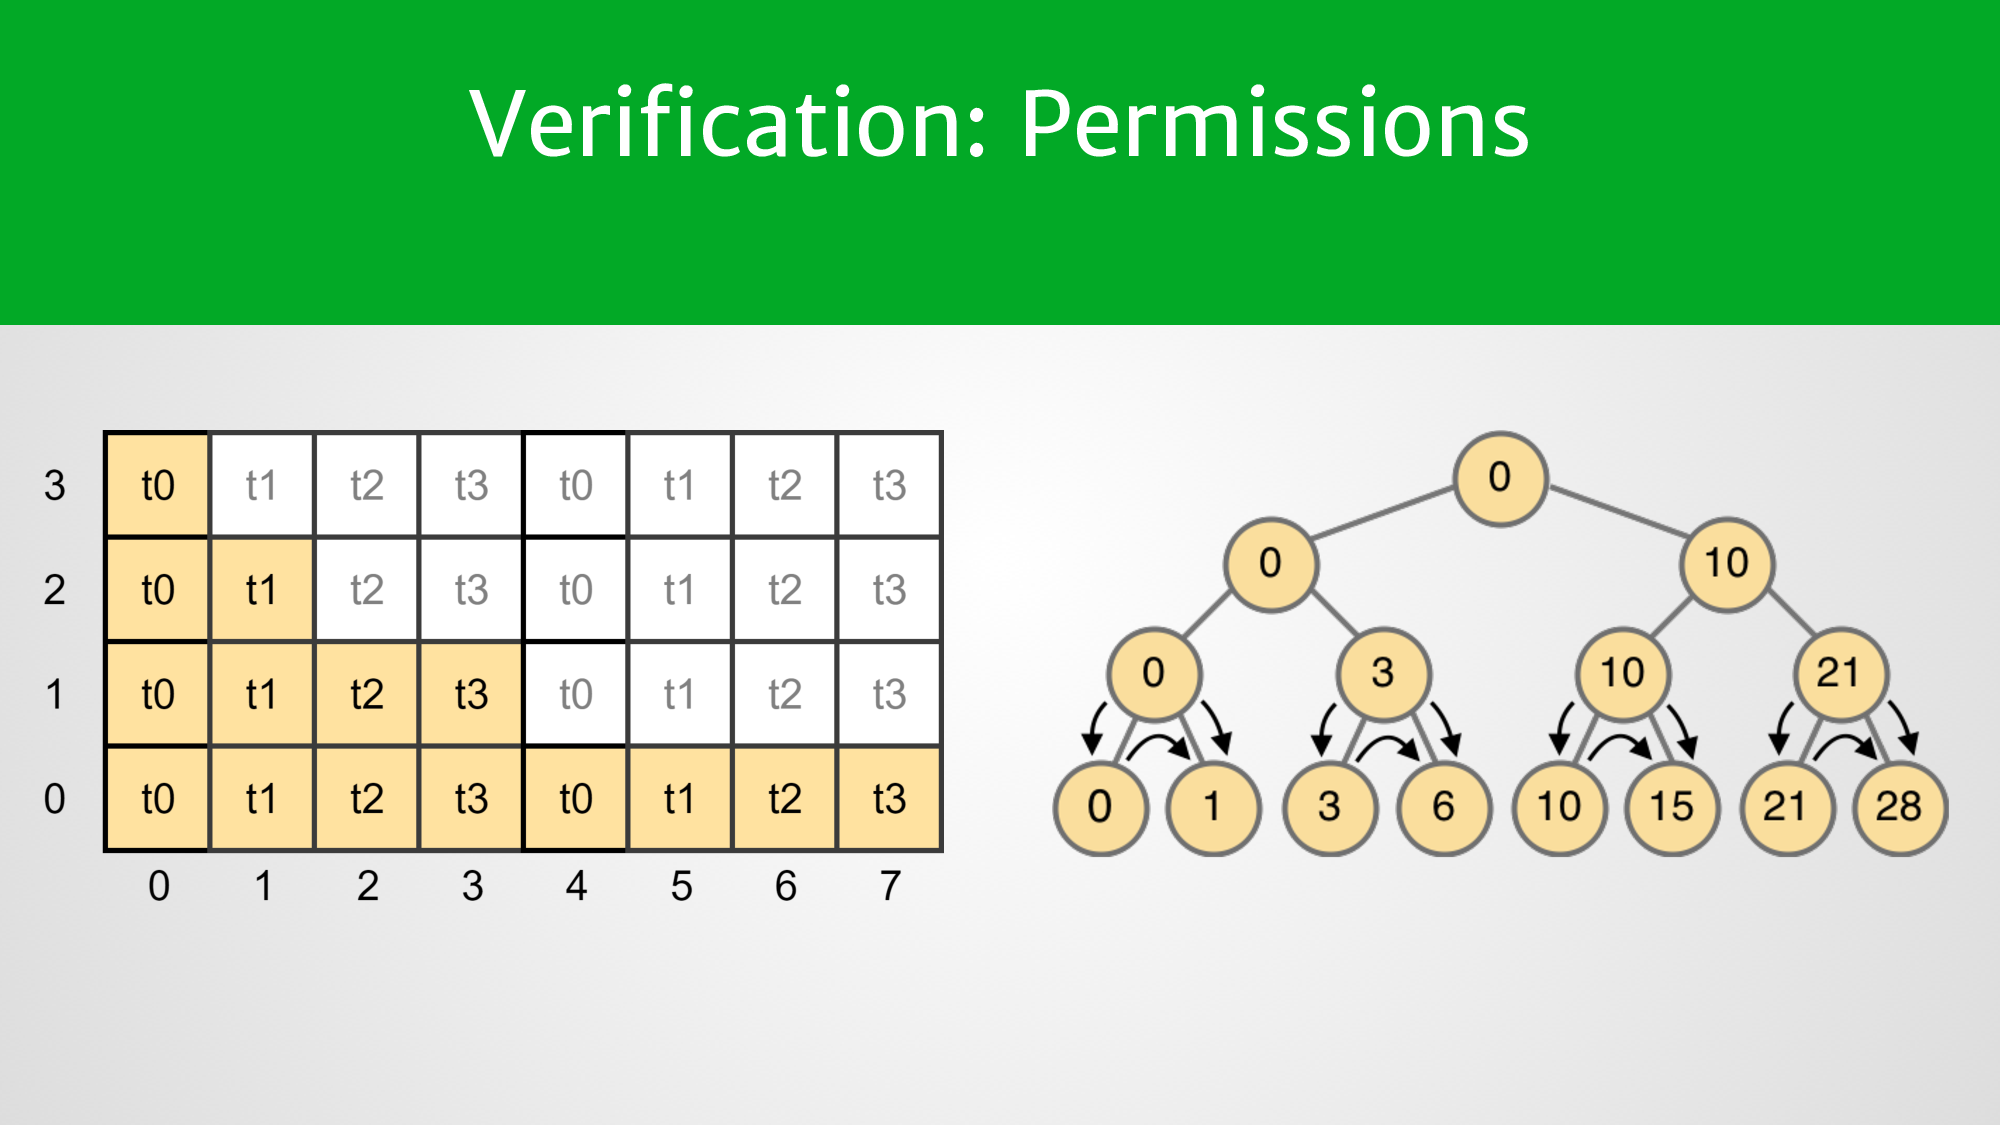 Verification: Permissions
3 t0 t1 t2 t3 t0 t1 t2 t3
2 t0 t1 t2 t3 t0 t1 t2 t3
1 t0 t1 t2 t3 t0 t1 t2 t3
0 t0 t1 t2 t3 t0 t1 t2 t3
0 1 2 3 4 5 6 7
0
0 10
0 3 10 21
0 1 3 6 10 15 21 28